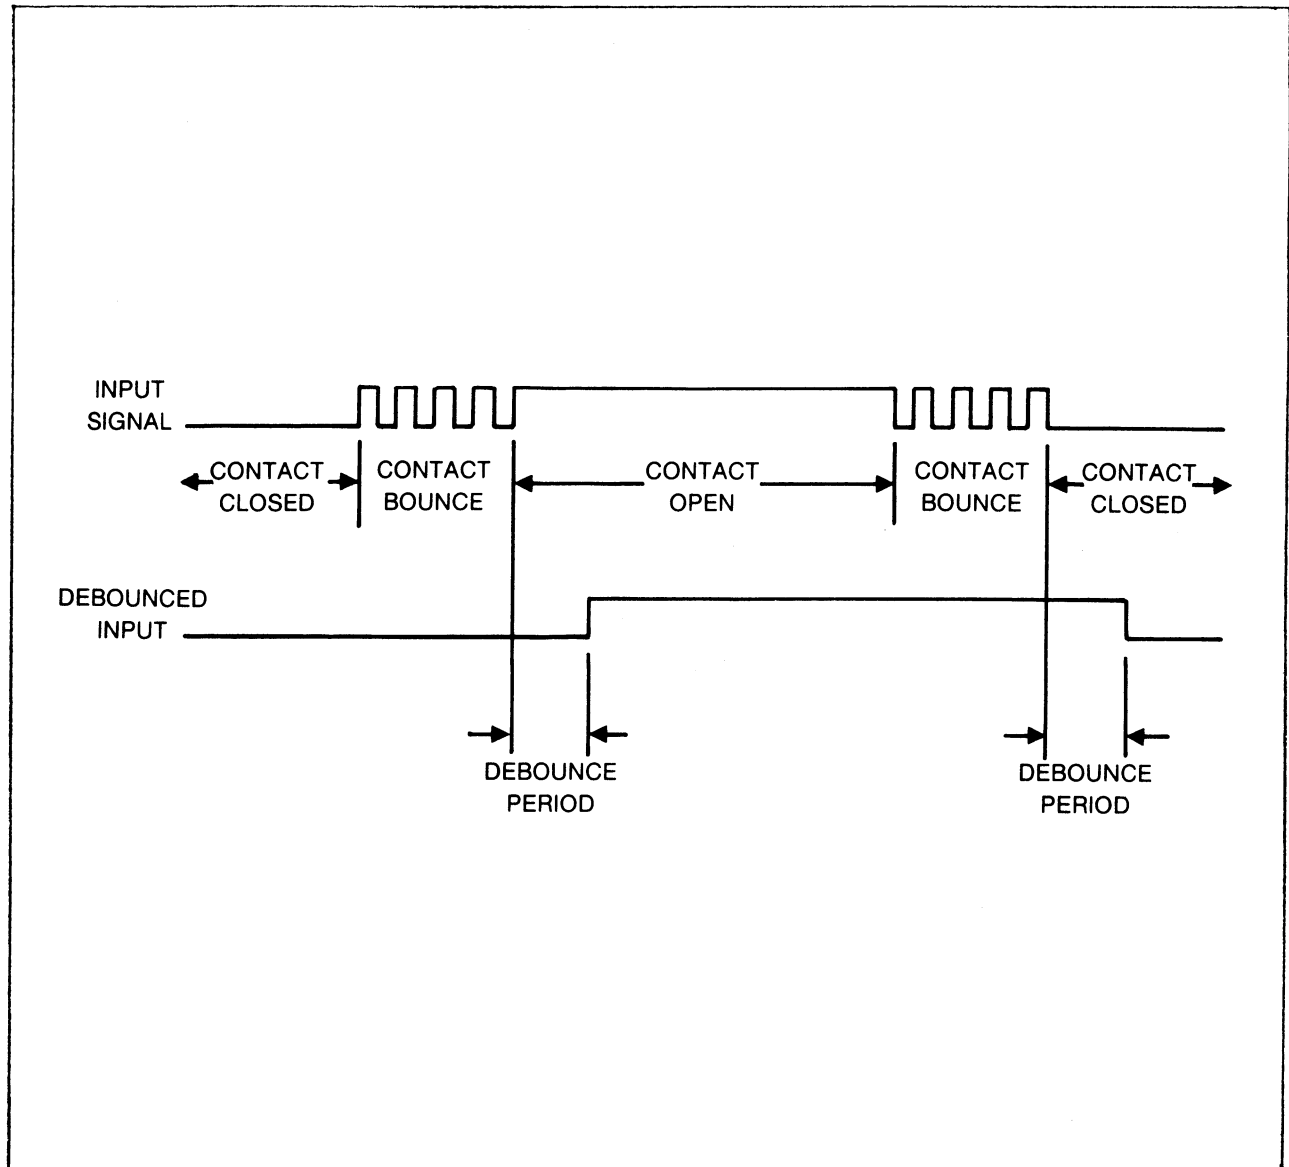 INPUT
SIGNAL
CONTACT
CLOSED
CONTACT
BOUNCE
CONTACT
OPEN
CONTACT
BOUNCE
CONTACT
CLOSED
DEBOUNCED
INPUT
DEBOUNCE
PERIOD
DEBOUNCE
PERIOD